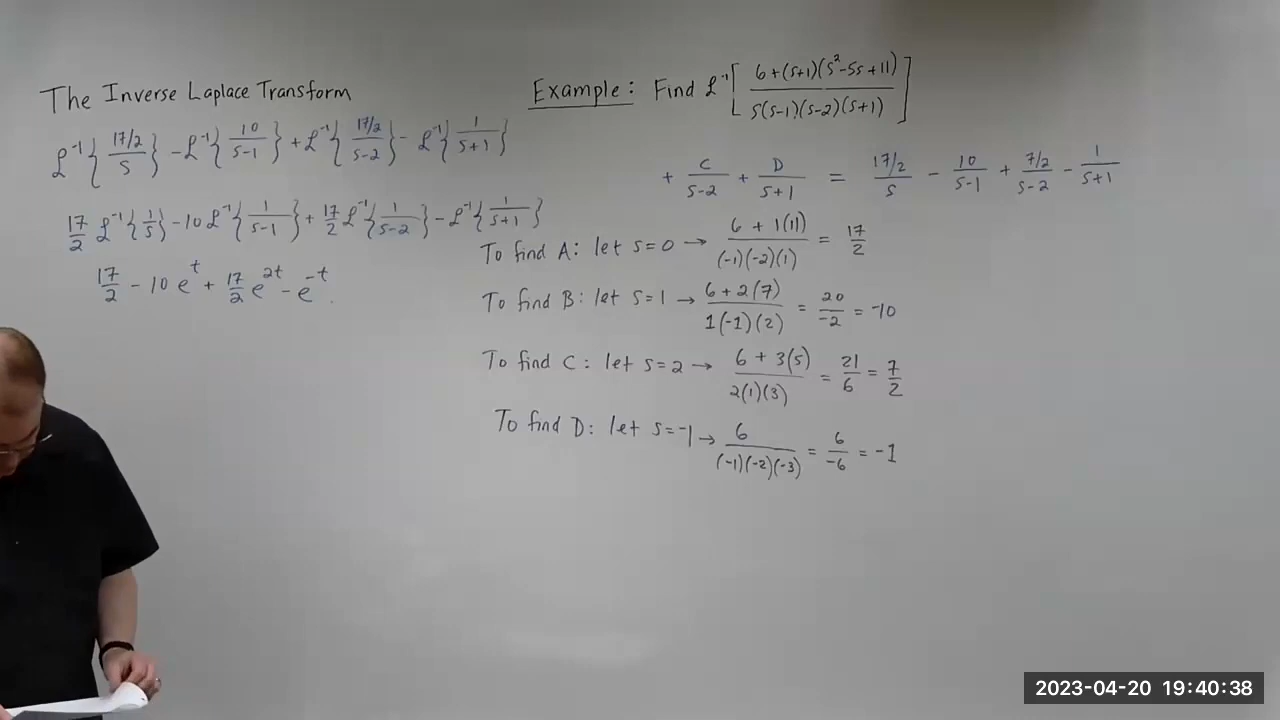 The Inverse Laplace Transform
ℒ⁻¹{(17/2)/s} - ℒ⁻¹{10/(s-1)} + ℒ⁻¹{(17/2)/(s-2)} - ℒ⁻¹{1/(s+1)}
17/2 ℒ⁻¹{1/s} - 10 ℒ⁻¹{1/(s-1)} + 17/2 ℒ⁻¹{1/(s-2)} - ℒ⁻¹{1/(s+1)}
17/2 - 10e^t + 17/2 e^2t - e^-t.
Example: Find ℒ⁻¹[(6+(s+1)(s²-5s+11))/(s(s-1)(s-2)(s+1))]
+ C/(s-2) + D/(s+1) = (17/2)/s - 10/(s-1) + (7/2)/(s-2) - 1/(s+1)
To find A: let s=0 → (6+1(11))/((-1)(-2)(1)) = 17/2
To find B: let s=1 → (6+2(7))/(1(-1)(2)) = 20/-2 = -10
To find C: let s=2 → (6+3(5))/(2(1)(3)) = 21/6 = 7/2
To find D: let s=-1 → 6/((-1)(-2)(-3)) = 6/-6 = -1
2023-04-20 19:40:38